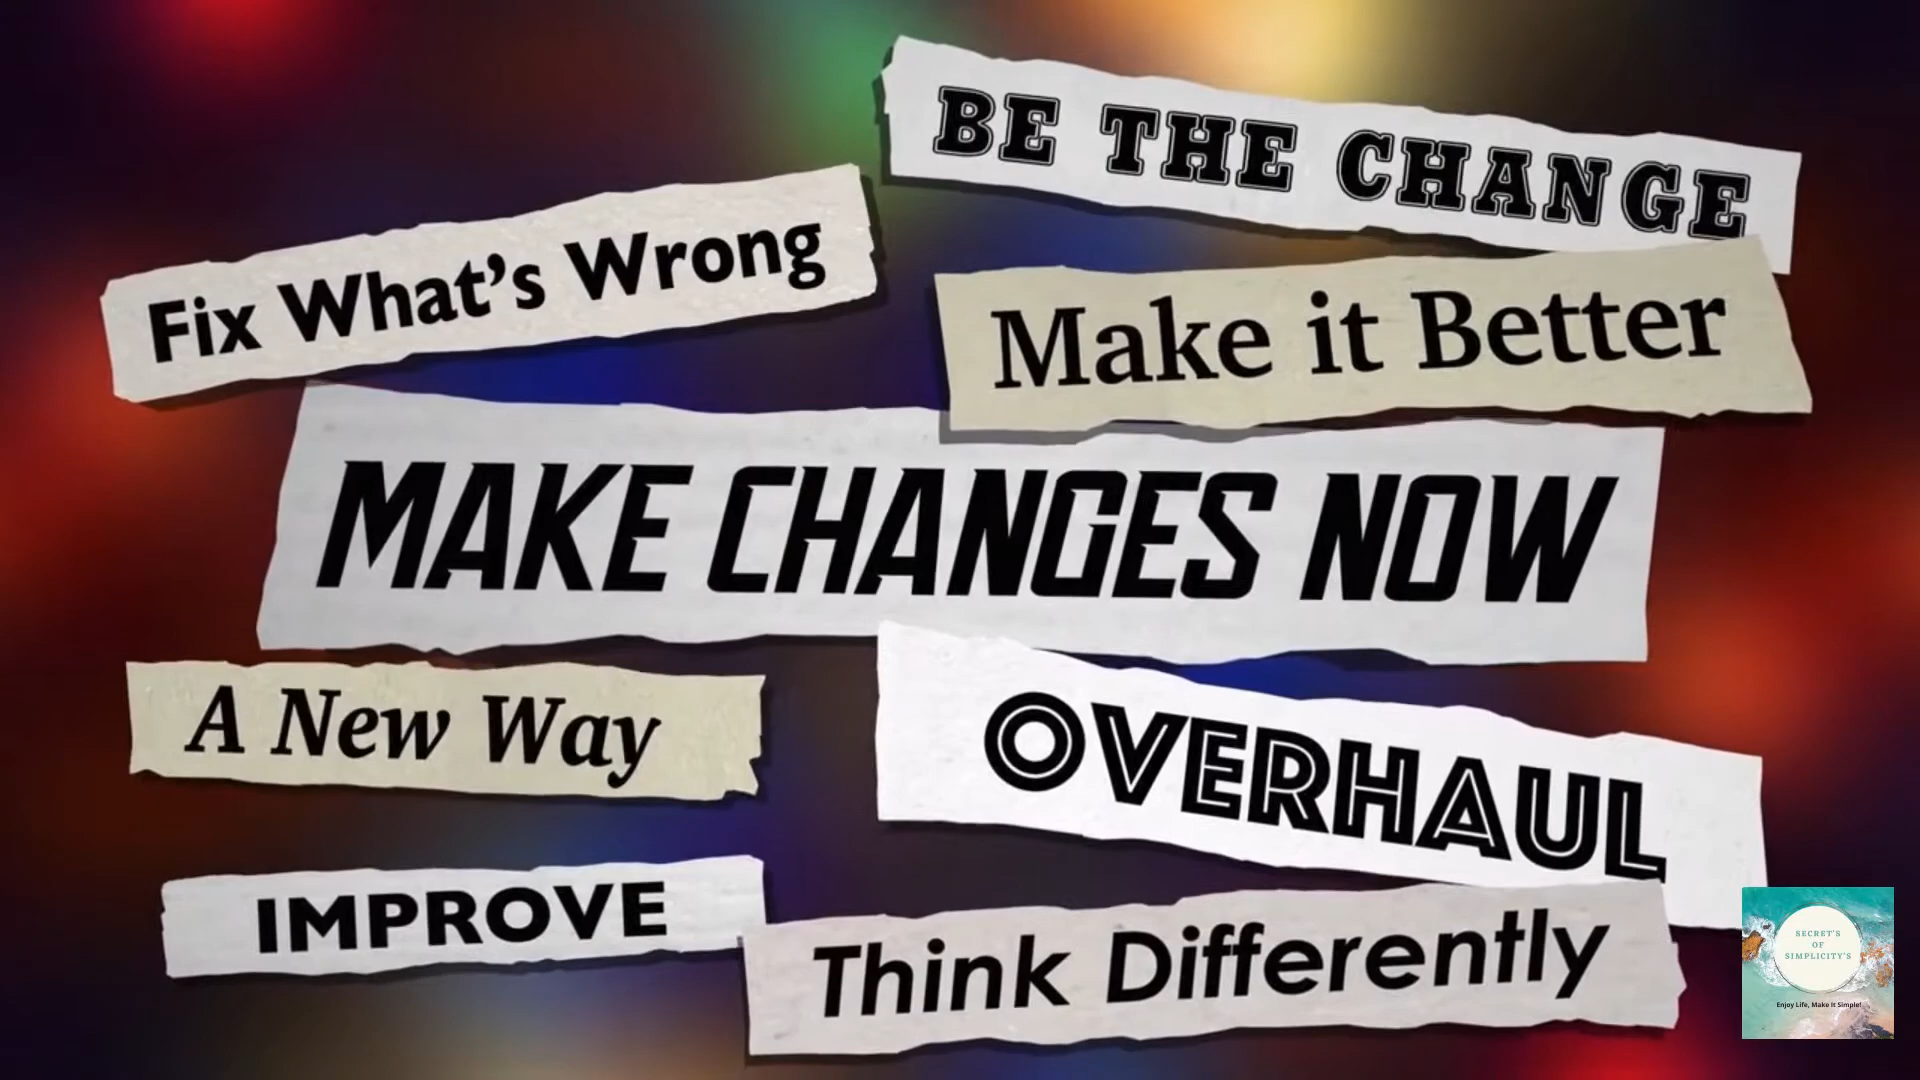 BE THE CHANGE
Fix What's Wrong
Make it Better
MAKE CHANGES NOW
A New Way
OVERHAUL
IMPROVE
Think Differently
SECRET'S
OF
SIMPLICITY'S
Enjoy Life, Make It Simple!